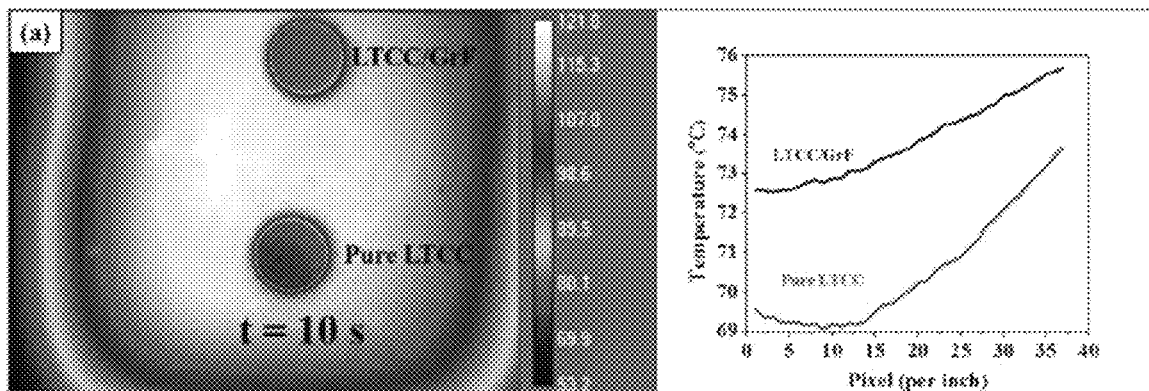 (a)
LTCC/GrF
Pure LTCC
t = 10 s
Temperature (°C)
76
75
74
73
72
71
70
69
LTCC/GrF
Pure LTCC
0 5 10 15 20 25 30 35 40
Pixel (per inch)